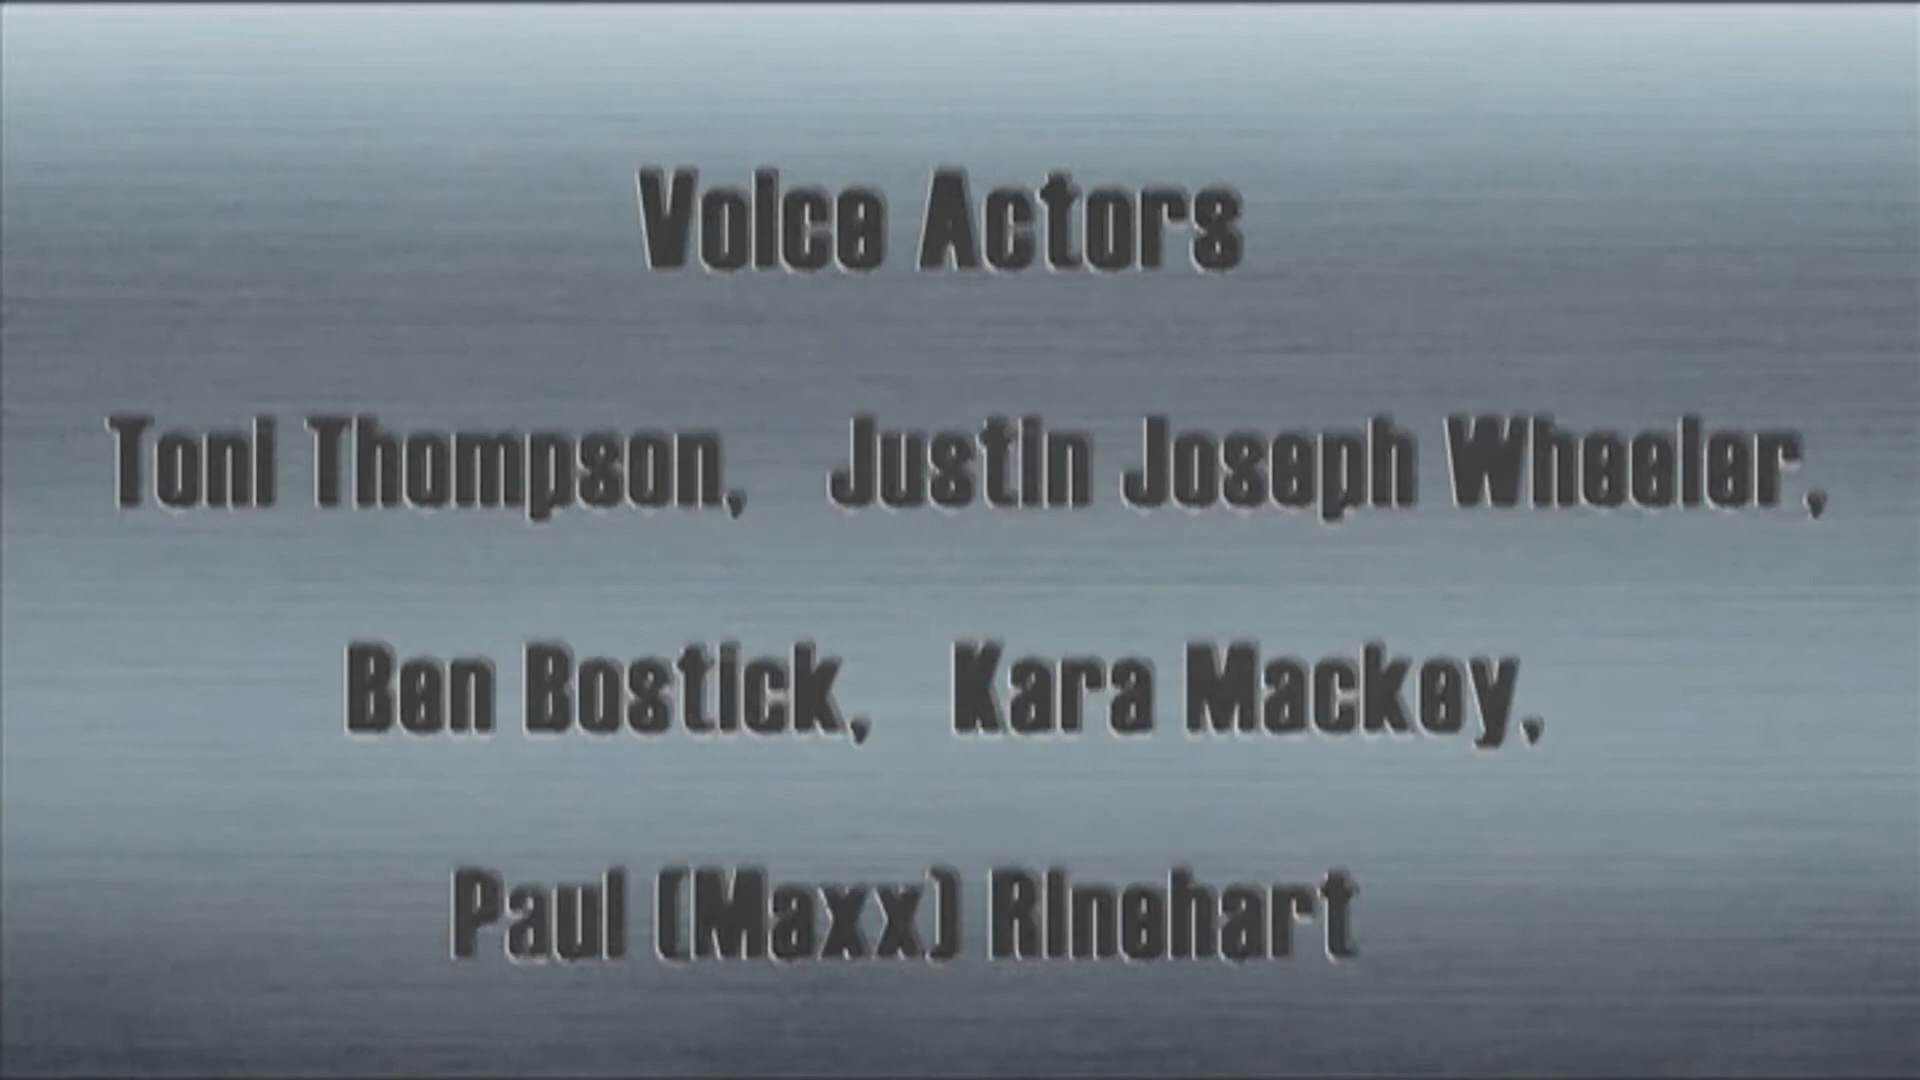 Voice Actors
Toni Thompson, Justin Joseph Wheeler,
Ben Bostick, Kara Mackey,
Paul (Maxx) Rinehart